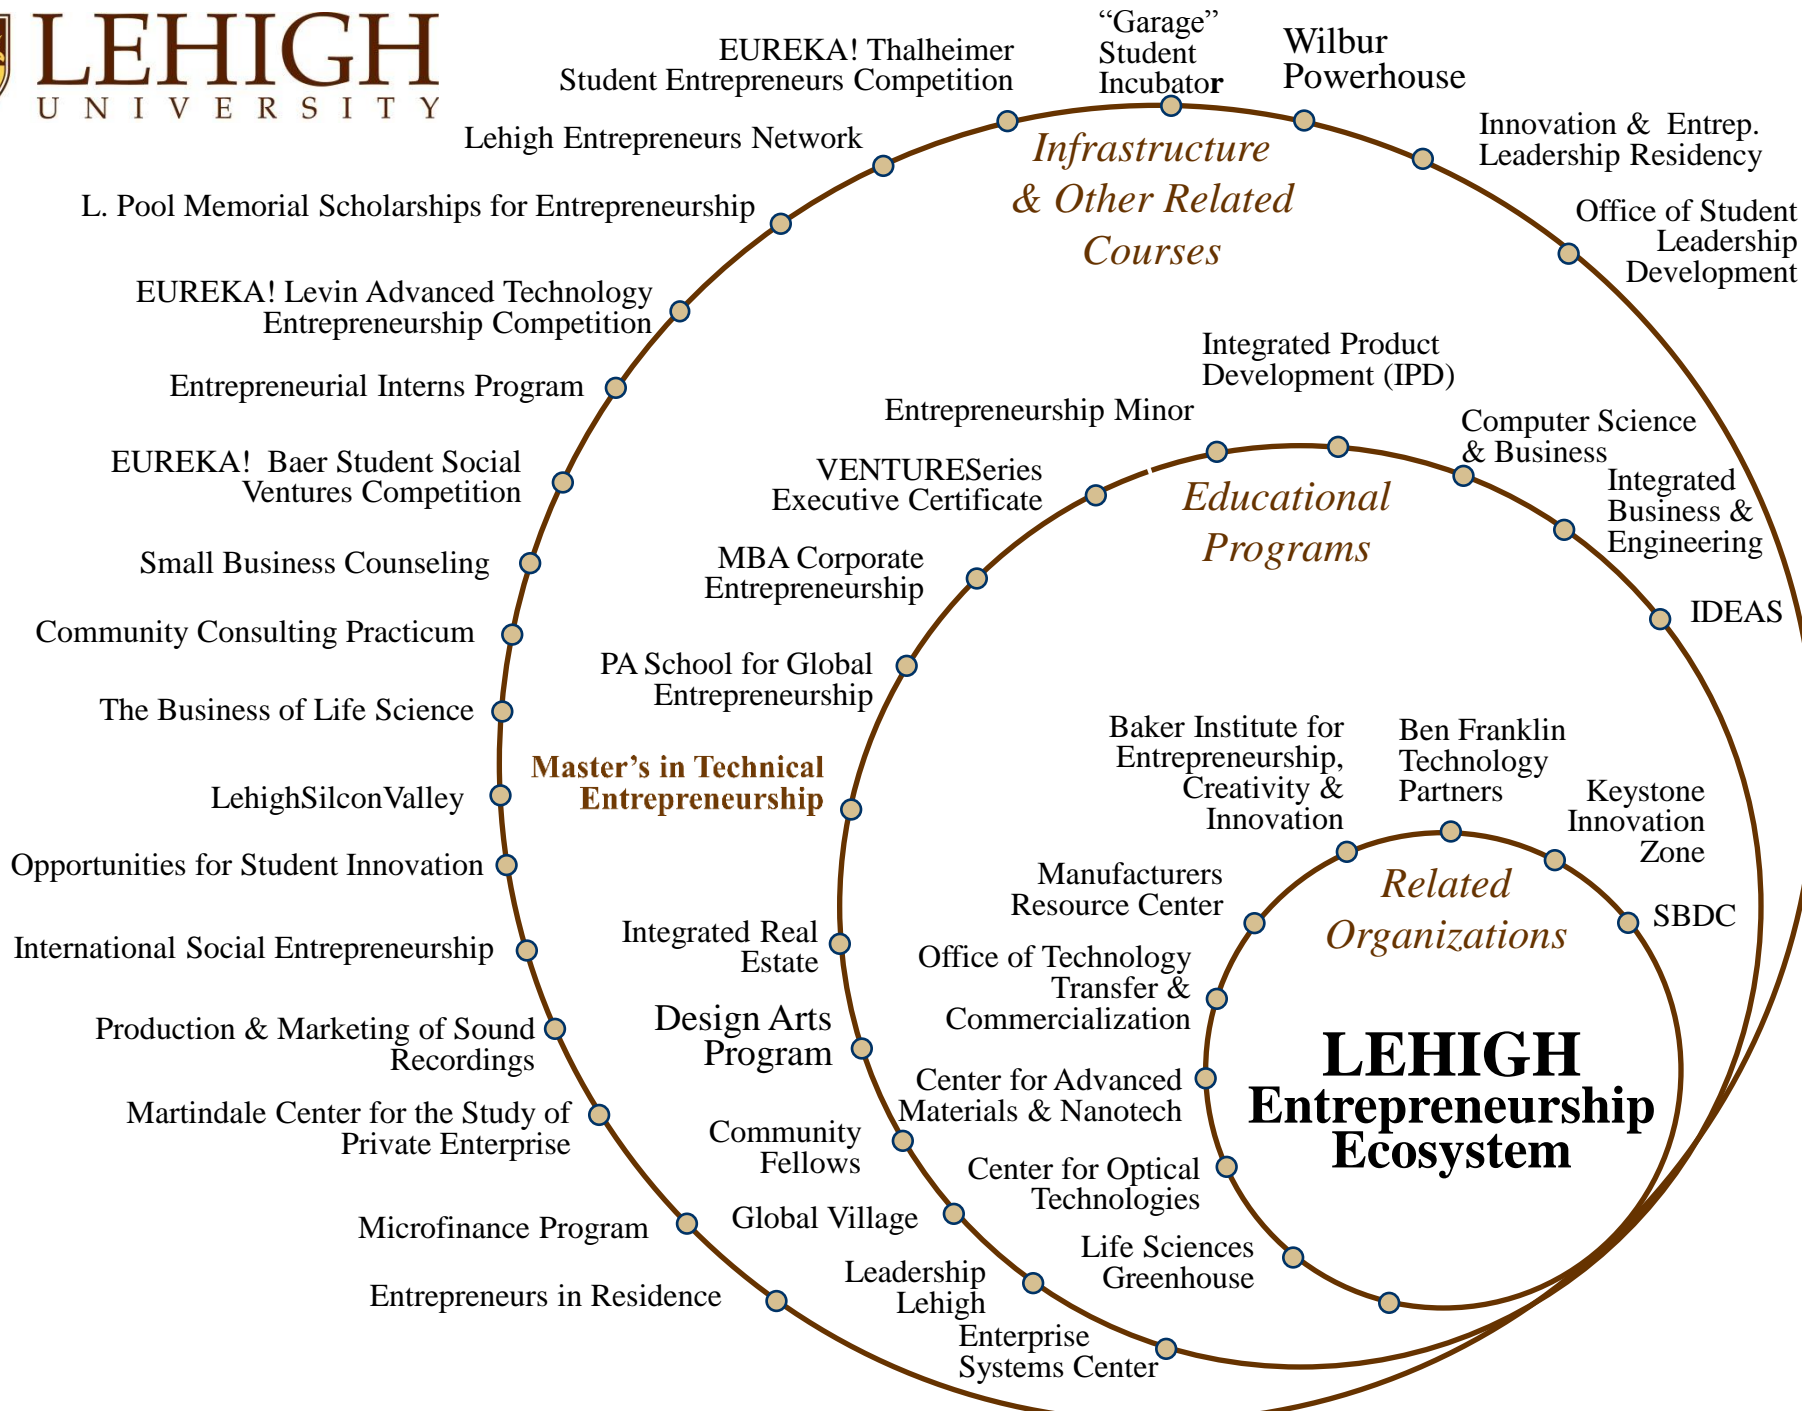 LEHIGH
UNIVERSITY
EUREKA! Thalheimer
Student Entrepreneurs Competition
“Garage”
Student
Incubator
Wilbur
Powerhouse
Innovation & Entrep.
Leadership Residency
Office of Student
Leadership
Development
Lehigh Entrepreneurs Network
L. Pool Memorial Scholarships for Entrepreneurship
EUREKA! Levin Advanced Technology
Entrepreneurship Competition
Entrepreneurial Interns Program
EUREKA! Baer Student Social
Ventures Competition
Small Business Counseling
Community Consulting Practicum
The Business of Life Science
LehighSilconValley
Opportunities for Student Innovation
International Social Entrepreneurship
Production & Marketing of Sound
Recordings
Martindale Center for the Study of
Private Enterprise
Microfinance Program
Entrepreneurs in Residence
Infrastructure
& Other Related
Courses
Integrated Product
Development (IPD)
Entrepreneurship Minor
Computer Science
& Business
Integrated
Business &
Engineering
IDEAS
VENTURESeries
Executive Certificate
MBA Corporate
Entrepreneurship
PA School for Global
Entrepreneurship
Master’s in Technical
Entrepreneurship
Integrated Real
Estate
Design Arts
Program
Community
Fellows
Global Village
Leadership
Lehigh
Enterprise
Systems Center
Educational
Programs
Baker Institute for
Entrepreneurship,
Creativity &
Innovation
Ben Franklin
Technology
Partners
Keystone
Innovation
Zone
SBDC
Manufacturers
Resource Center
Office of Technology
Transfer &
Commercialization
Center for Advanced
Materials & Nanotech
Center for Optical
Technologies
Life Sciences
Greenhouse
Related
Organizations
LEHIGH
Entrepreneurship
Ecosystem